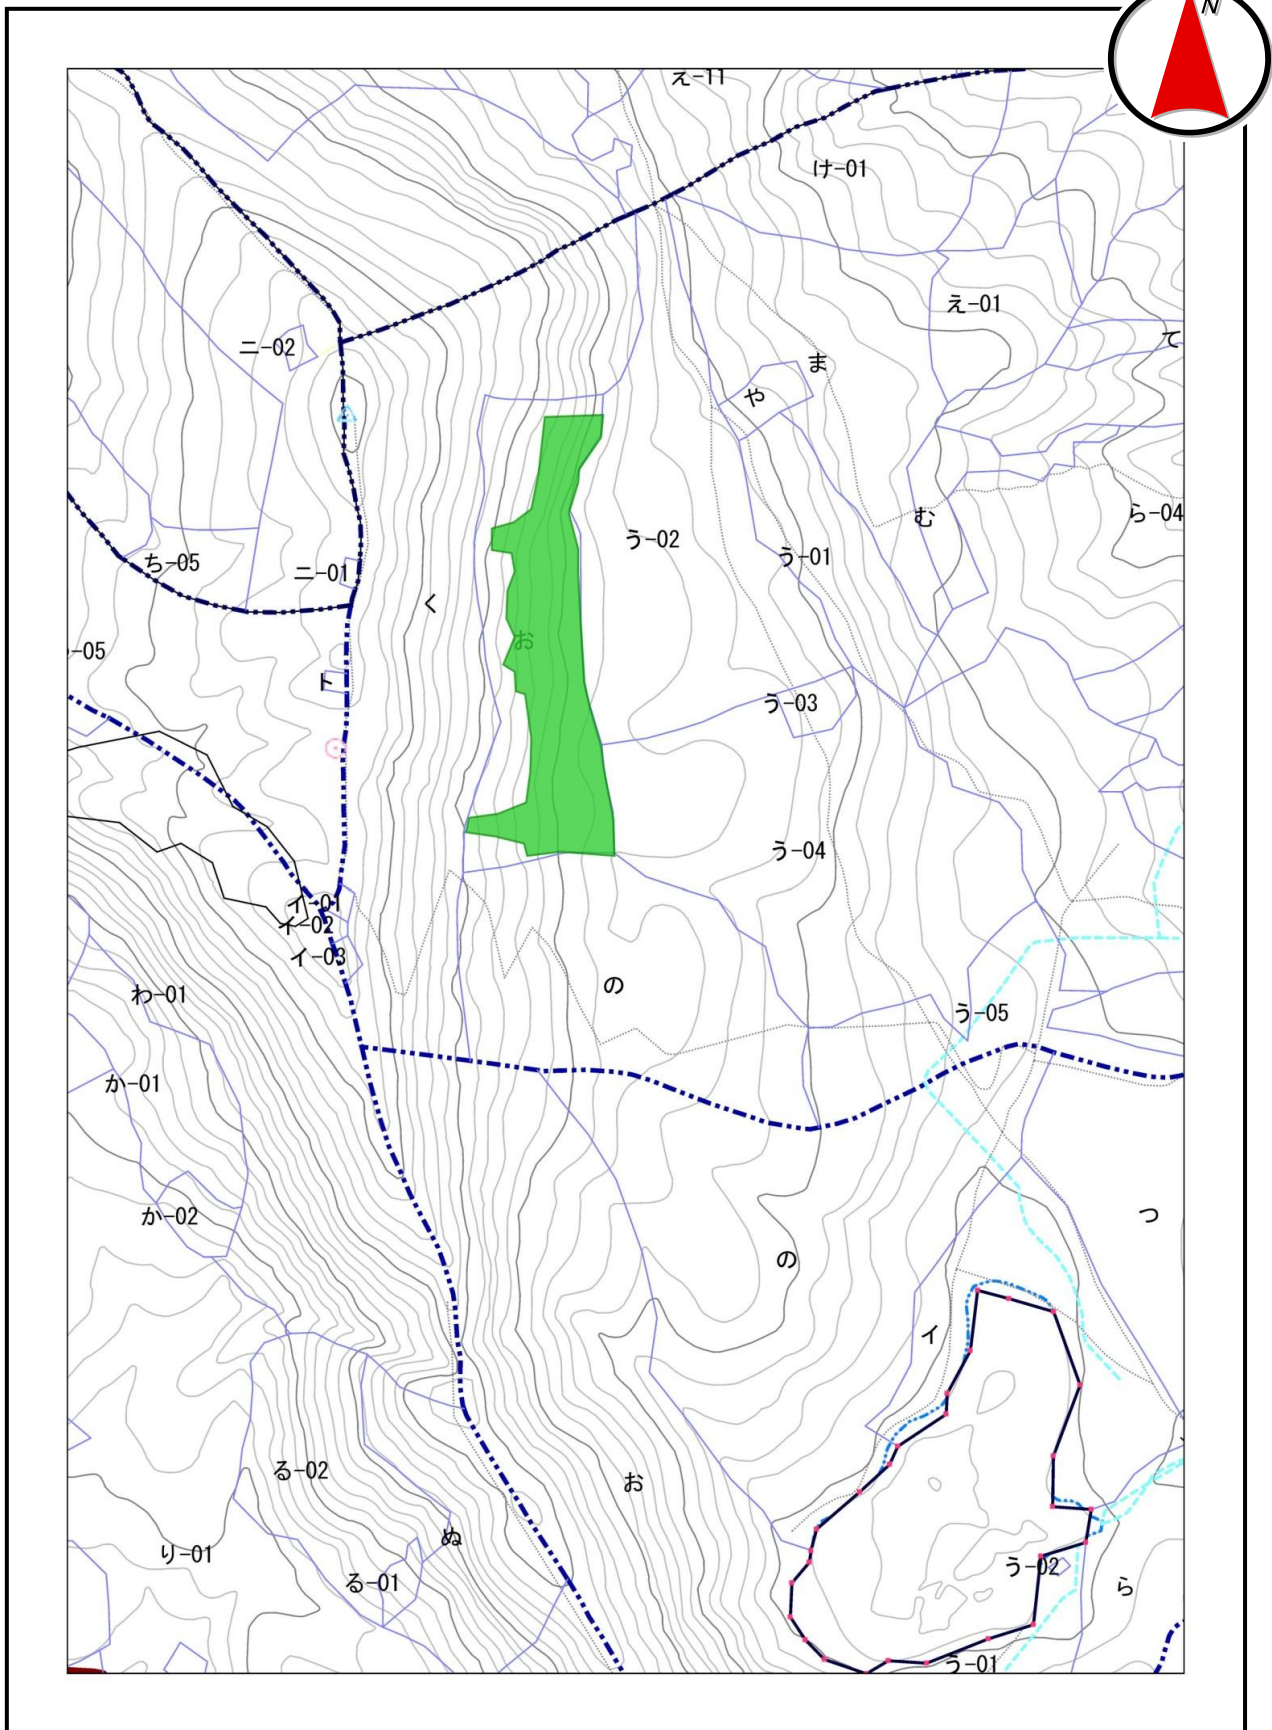 N
え-11
け-01
え-01
ニ-02
て
ま
や
む
ら-04
う-02
う-01
ち-05
ニ-01
く
お
-05
ト
う-03
う-04
イ-01
イ-02
イ-03
の
わ-01
う-05
か-01
か-02
つ
の
イ
る-02
お
ぬ
り-01
る-01
う-02
ら
う-01